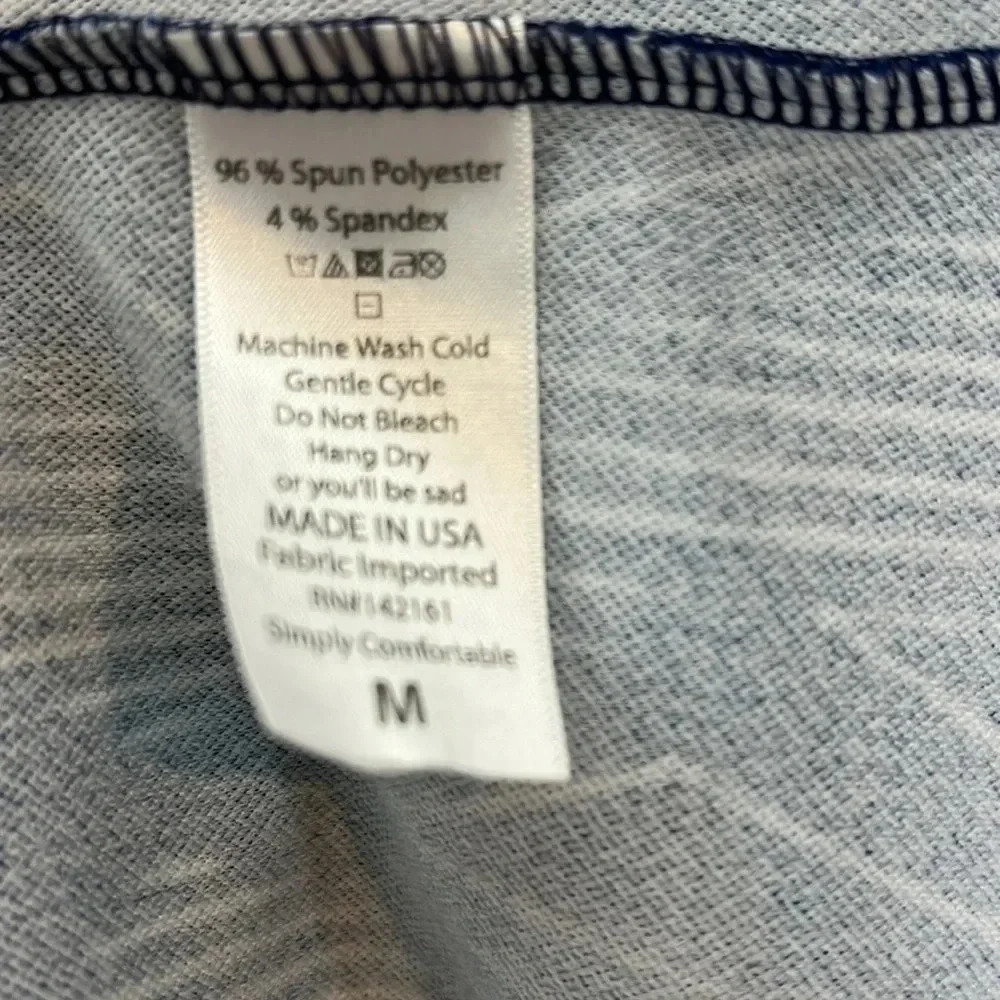 96 % Spun Polyester
4 % Spandex
Machine Wash Cold
Gentle Cycle
Do Not Bleach
Hang Dry
or you'll be sad
MADE IN USA
Fabric Imported
RN#142161
Simply Comfortable
M